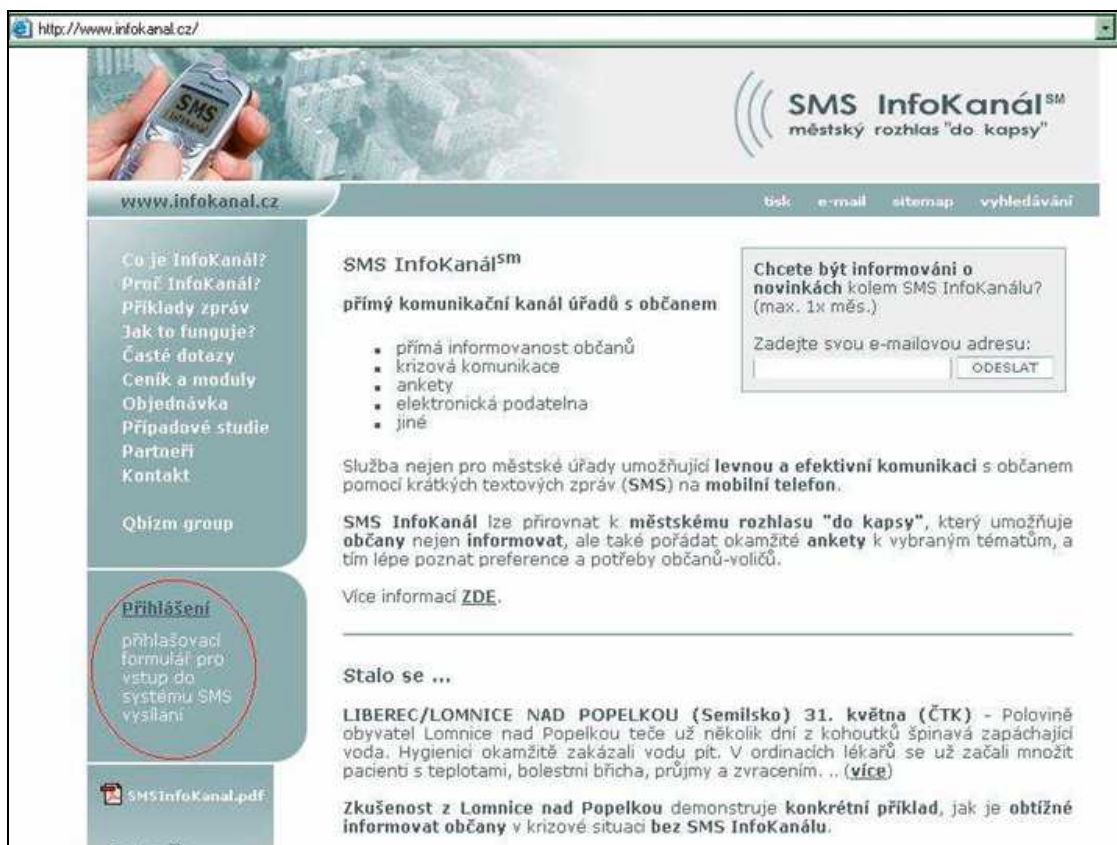 http://www.infokanal.cz/
SMS
SMS InfoKanál SM
městský rozhlas "do kapsy"
www.infokanal.cz
tisk e-mail sitemap vyhledávání
Co je InfoKanál?
Proč InfoKanál?
Příklady zpráv
Jak to funguje?
Časté dotazy
Ceník a moduly
Objednávka
Případové studie
Partneři
Kontakt
Qbizm group
Přihlášení
přihlašovací
formulář pro
vstup do
systému SMS
vysílání
SMSInfoKanal.pdf
SMS InfoKanálsm
přímý komunikační kanál úřadů s občanem
přímá informovanost občanů
krizová komunikace
ankety
elektronická podatelna
jiné
Chcete být informováni o
novinkách kolem SMS InfoKanálu?
(max. 1x měs.)
Zadejte svou e-mailovou adresu:
ODESLAT
Služba nejen pro městské úřady umožňující levnou a efektivní komunikaci s občanem
pomocí krátkých textových zpráv (SMS) na mobilní telefon.
SMS InfoKanál lze přirovnat k městskému rozhlasu "do kapsy", který umožňuje
občany nejen informovat, ale také pořádat okamžité ankety k vybraným tématům, a
tím lépe poznat preference a potřeby občanů-voličů.
Více informací ZDE.
Stalo se ...
LIBEREC/LOMNICE NAD POPELKOU (Semilsko) 31. května (ČTK) - Polovině
obyvatel Lomnice nad Popelkou teče už několik dní z kohoutků špinavá zapáchající
voda. Hygienici okamžitě zakázali vodu pít. V ordinacích lékařů se už začali množit
pacienti s teplotami, bolestmi břicha, průjmy a zvracením. .. (více)
Zkušenost z Lomnice nad Popelkou demonstruje konkrétní příklad, jak je obtížné
informovat občany v krizové situaci bez SMS InfoKanálu.